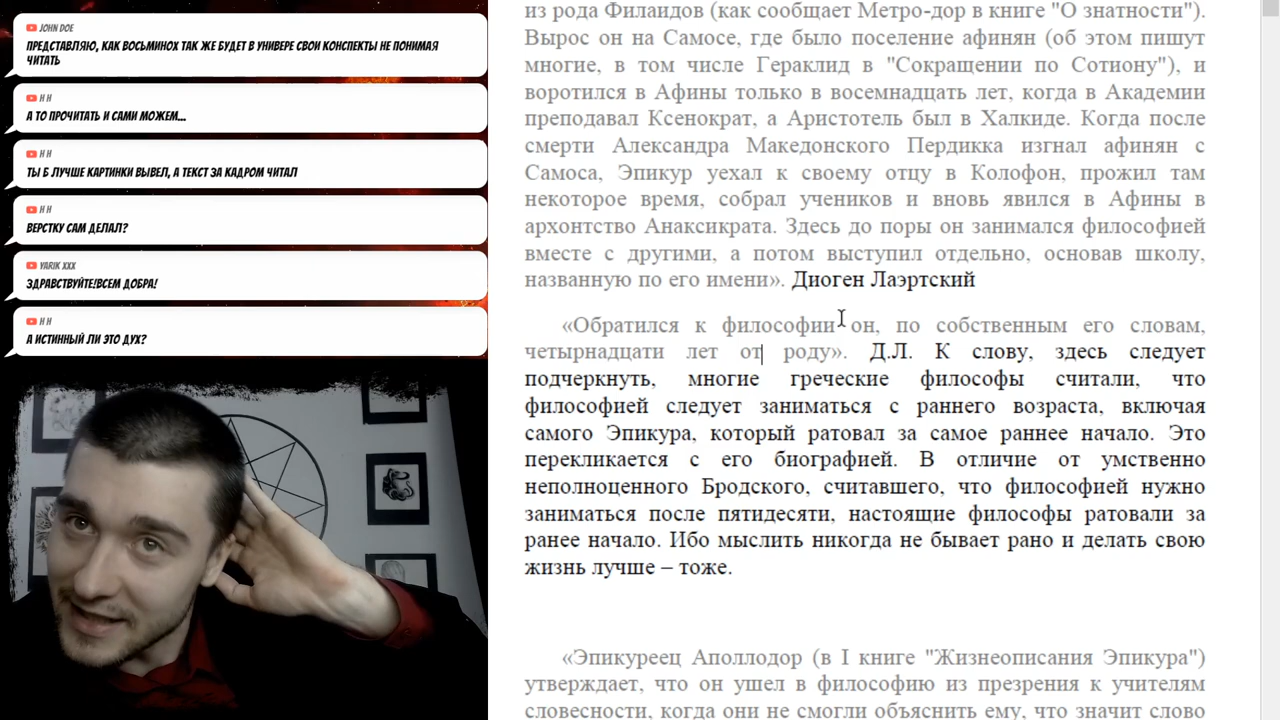 JOHN DOE
ПРЕДСТАВЛЯЮ, КАК ВОСЬМИНОХ ТАК ЖЕ БУДЕТ В УНИВЕРЕ СВОИ КОНСПЕКТЫ НЕ ПОНИМАЯ
ЧИТАТЬ
Н Н
А ТО ПРОЧИТАТЬ И САМИ МОЖЕМ...
Н Н
ТЫ Б ЛУЧШЕ КАРТИНКИ ВЫВЕЛ, А ТЕКСТ ЗА КАДРОМ ЧИТАЛ
Н Н
ВЕРСТКУ САМ ДЕЛАЛ?
YARIK XXX
ЗДРАВСТВУЙТЕ!ВСЕМ ДОБРА!
Н Н
А ИСТИННЫЙ ЛИ ЭТО ДУХ?
из рода Филаидов (как сообщает Метро-дор в книге "О знатности").
Вырос он на Самосе, где было поселение афинян (об этом пишут
многие, в том числе Гераклид в "Сокращении по Сотиону"), и
воротился в Афины только в восемнадцать лет, когда в Академии
преподавал Ксенократ, а Аристотель был в Халкиде. Когда после
смерти Александра Македонского Пердикка изгнал афинян с
Самоса, Эпикур уехал к своему отцу в Колофон, прожил там
некоторое время, собрал учеников и вновь явился в Афины в
архонтство Анаксикрата. Здесь до поры он занимался философией
вместе с другими, а потом выступил отдельно, основав школу,
названную по его имени». Диоген Лаэртский
«Обратился к философии он, по собственным его словам,
четырнадцати лет от роду». Д.Л. К слову, здесь следует
подчеркнуть, многие греческие философы считали, что
философией следует заниматься с раннего возраста, включая
самого Эпикура, который ратовал за самое раннее начало. Это
перекликается с его биографией. В отличие от умственно
неполноценного Бродского, считавшего, что философией нужно
заниматься после пятидесяти, настоящие философы ратовали за
ранее начало. Ибо мыслить никогда не бывает рано и делать свою
жизнь лучше – тоже.
«Эпикуреец Аполлодор (в I книге "Жизнеописания Эпикура")
утверждает, что он ушел в философию из презрения к учителям
словесности, когда они не смогли объяснить ему, что значит слово